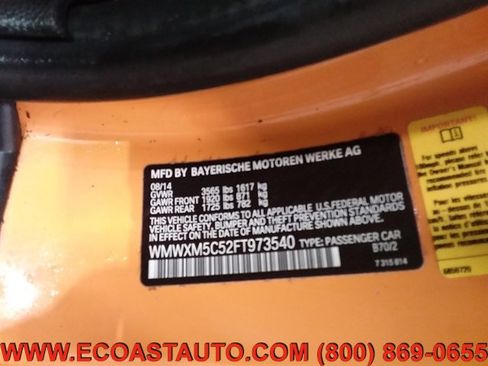 IMPORTANT:
MFD BY BAYERISCHE MOTOREN WERKE AG
08/14
GVWR 3565 lbs 1617 kg
GAWR FRONT 1920 lbs 871 kg
GAWR REAR 1725 lbs 782 kg
THIS VEHICLE CONFORMS TO ALL APPLICABLE U.S.FEDERAL MOTOR
VEHICLE SAFETY, BUMPER, AND THEFT PREVENTION STANDARDS
IN EFFECT ON THE DATE OF MANUFACTURE SHOWN ABOVE.
WMWXM5C52FT973540 TYPE: PASSENGER CAR
B70/2
7 315 614
WWW.ECOASTAUTO.COM (800) 869-0655